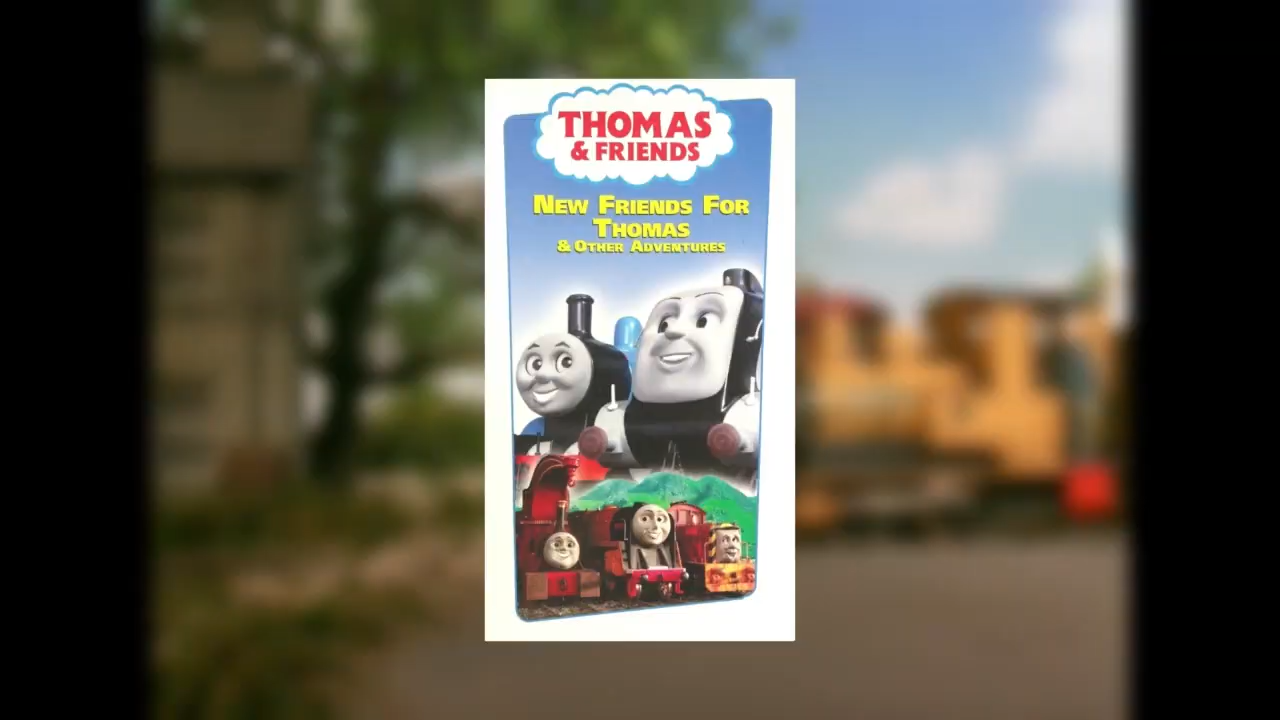 THOMAS
& FRIENDS
NEW FRIENDS FOR
THOMAS
& OTHER ADVENTURES